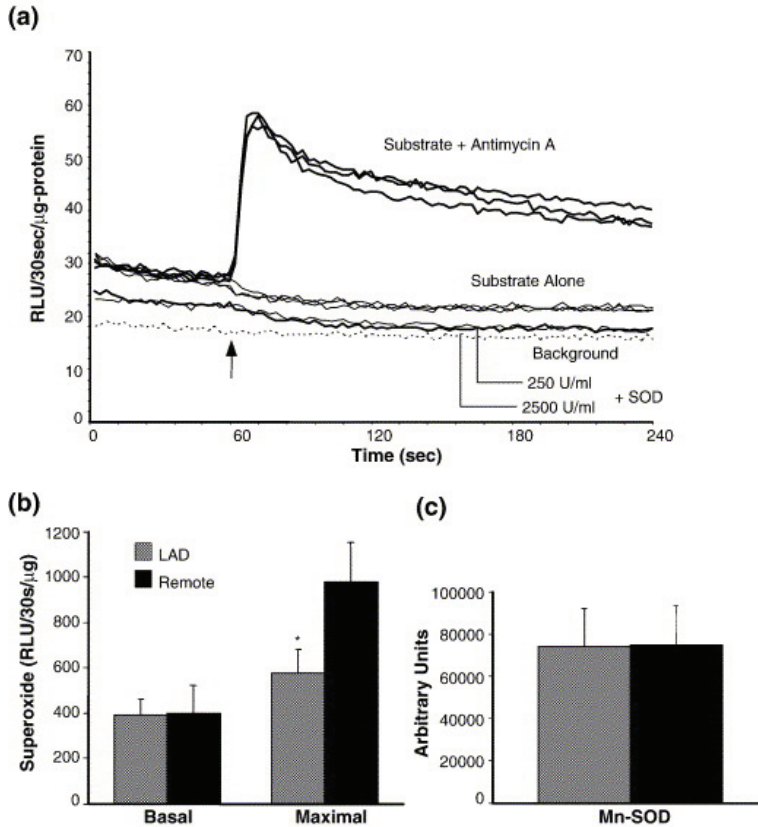 (a)
RLU/30sec/µg-protein
70
60
50
40
30
20
10
0
Substrate + Antimycin A
Substrate Alone
Background
250 U/ml
2500 U/ml
+ SOD
0 60 120 180 240
Time (sec)
(b)
Superoxide (RLU/30s/µg)
1200
1000
800
600
400
200
0
LAD
Remote
*
Basal Maximal
(c)
Arbitrary Units
100000
80000
60000
40000
20000
0
Mn-SOD